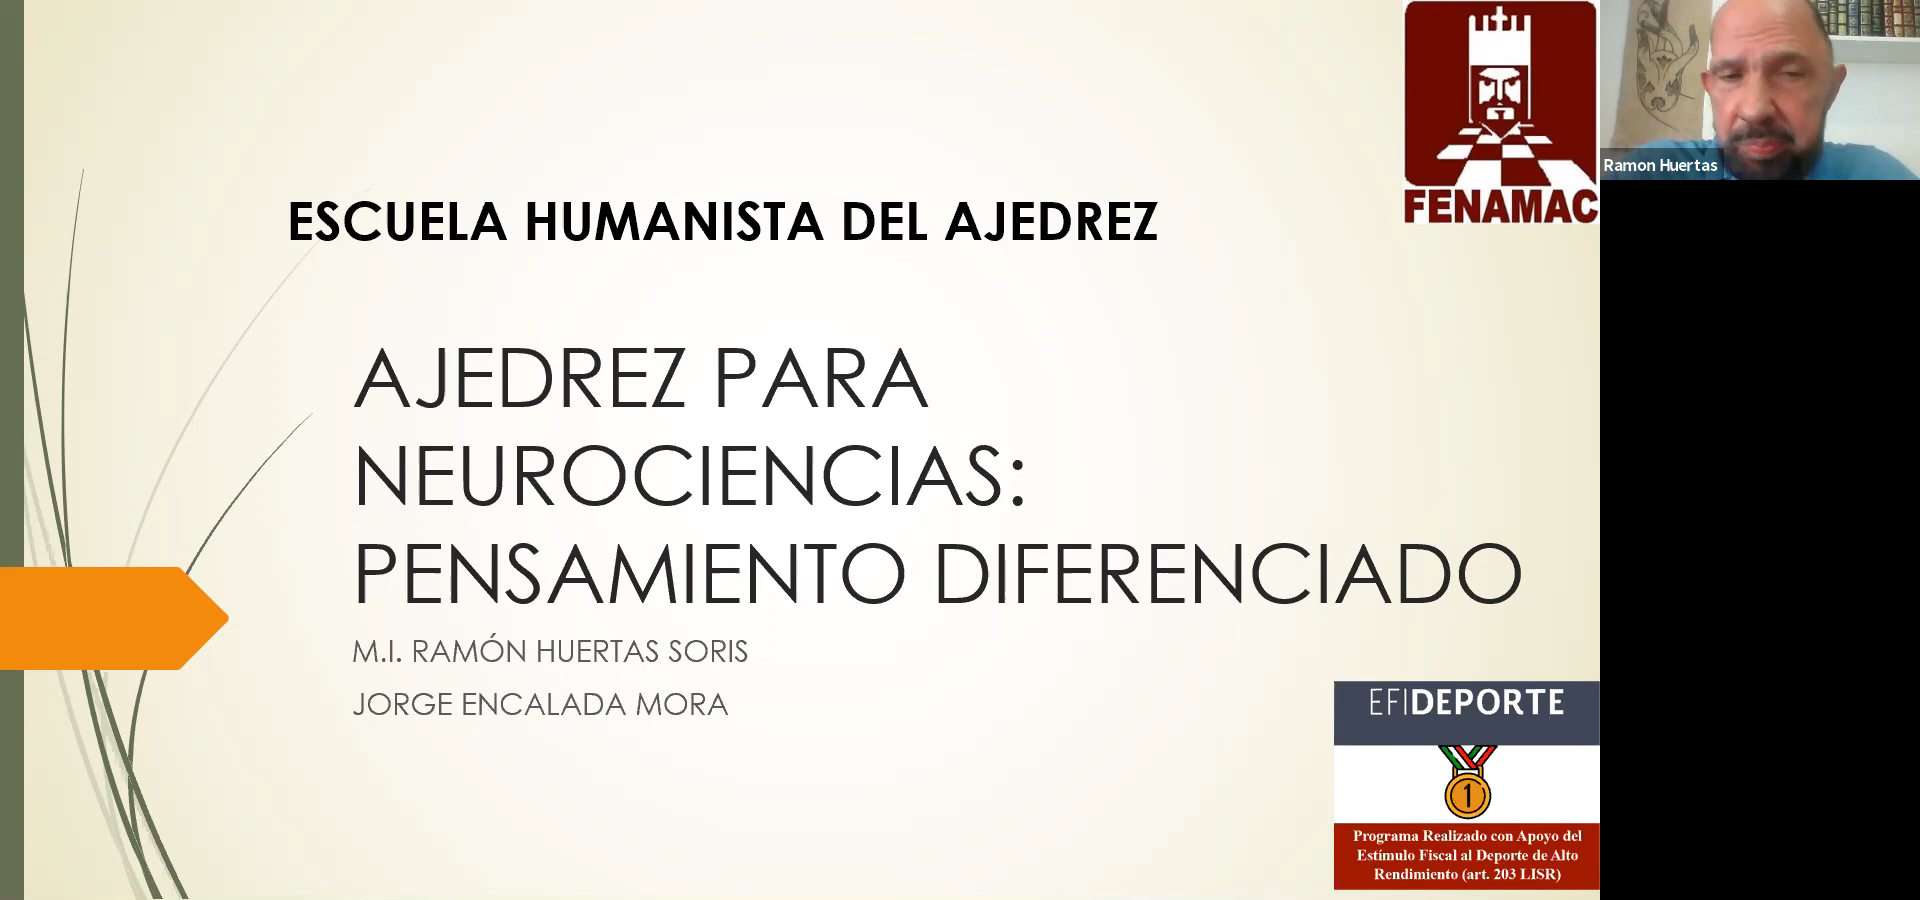 ESCUELA HUMANISTA DEL AJEDREZ
AJEDREZ PARA
NEUROCIENCIAS:
PENSAMIENTO DIFERENCIADO
M.I. RAMÓN HUERTAS SORIS
JORGE ENCALADA MORA
FENAMAC
Ramon Huertas
EFIDEPORTE
1
Programa Realizado con Apoyo del
Estímulo Fiscal al Deporte de Alto
Rendimiento (art. 203 LISR)